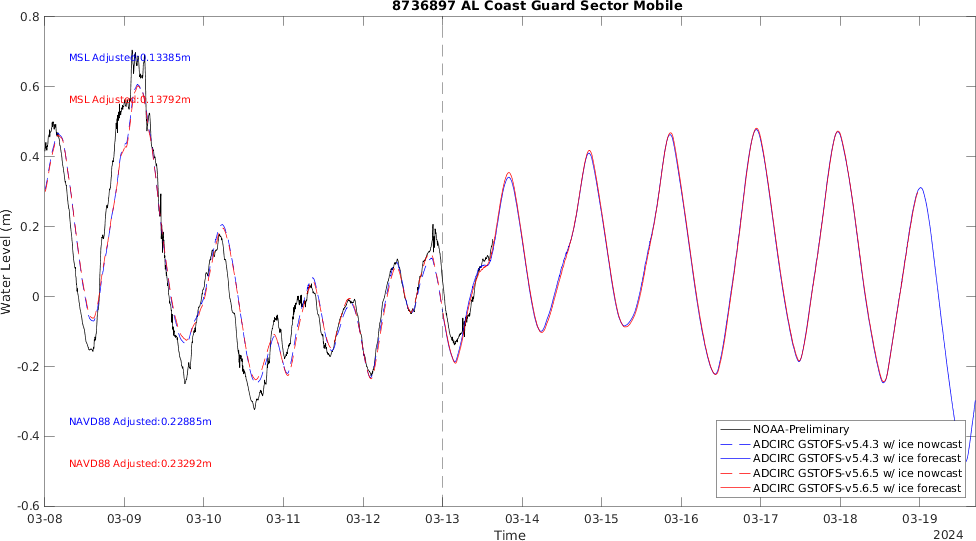 8736897 AL Coast Guard Sector Mobile
0.8
MSL Adjusted:0.13385m
0.6
MSL Adjusted:0.13792m
0.4
0.2
Water Level (m)
0
-0.2
NAVD88 Adjusted:0.22885m
-0.4
NAVD88 Adjusted:0.23292m
-0.6
NOAA-Preliminary
ADCIRC GSTOFS-v5.4.3 w/ ice nowcast
ADCIRC GSTOFS-v5.4.3 w/ ice forecast
ADCIRC GSTOFS-v5.6.5 w/ ice nowcast
ADCIRC GSTOFS-v5.6.5 w/ ice forecast
03-08 03-09 03-10 03-11 03-12 03-13 03-14 03-15 03-16 03-17 03-18 03-19
Time
2024